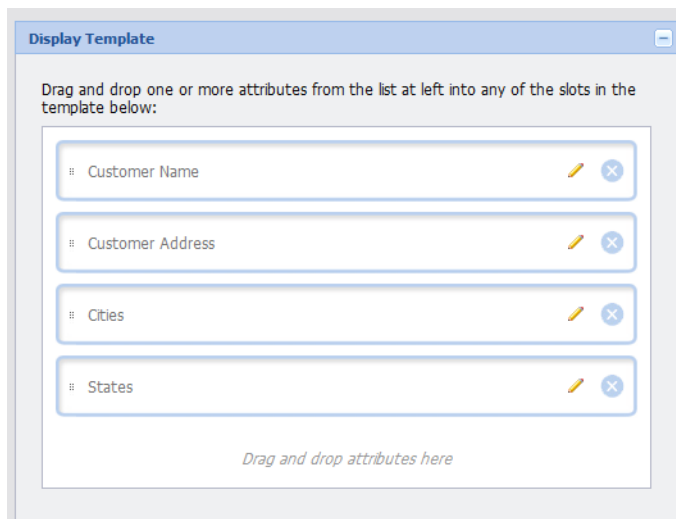 Display Template
Drag and drop one or more attributes from the list at left into any of the slots in the
template below:
Customer Name
Customer Address
Cities
States
Drag and drop attributes here